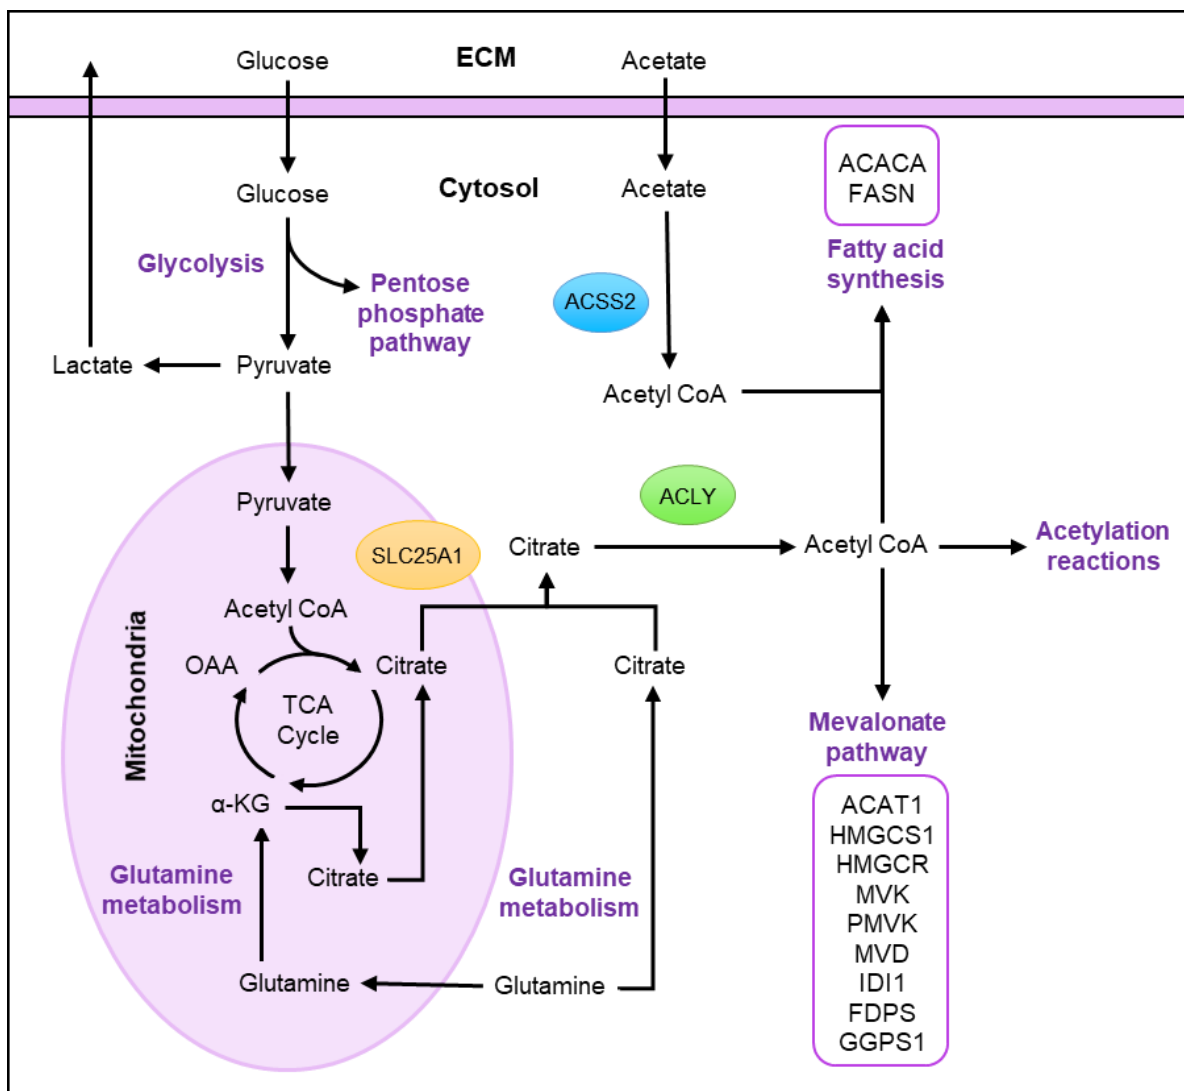 Glucose
ECM
Acetate
Glucose
Cytosol
Acetate
ACACA
FASN
Fatty acid
synthesis
Glycolysis
Pentose
phosphate
pathway
ACSS2
Lactate
Pyruvate
Acetyl CoA
Pyruvate
SLC25A1
Citrate
ACLY
Acetyl CoA
Acetylation
reactions
Mitochondria
Acetyl CoA
OAA
Citrate
TCA
Cycle
Citrate
α-KG
Citrate
Glutamine
metabolism
Glutamine
metabolism
Glutamine
Glutamine
Mevalonate
pathway
ACAT1
HMGCS1
HMGCR
MVK
PMVK
MVD
IDI1
FDPS
GGPS1